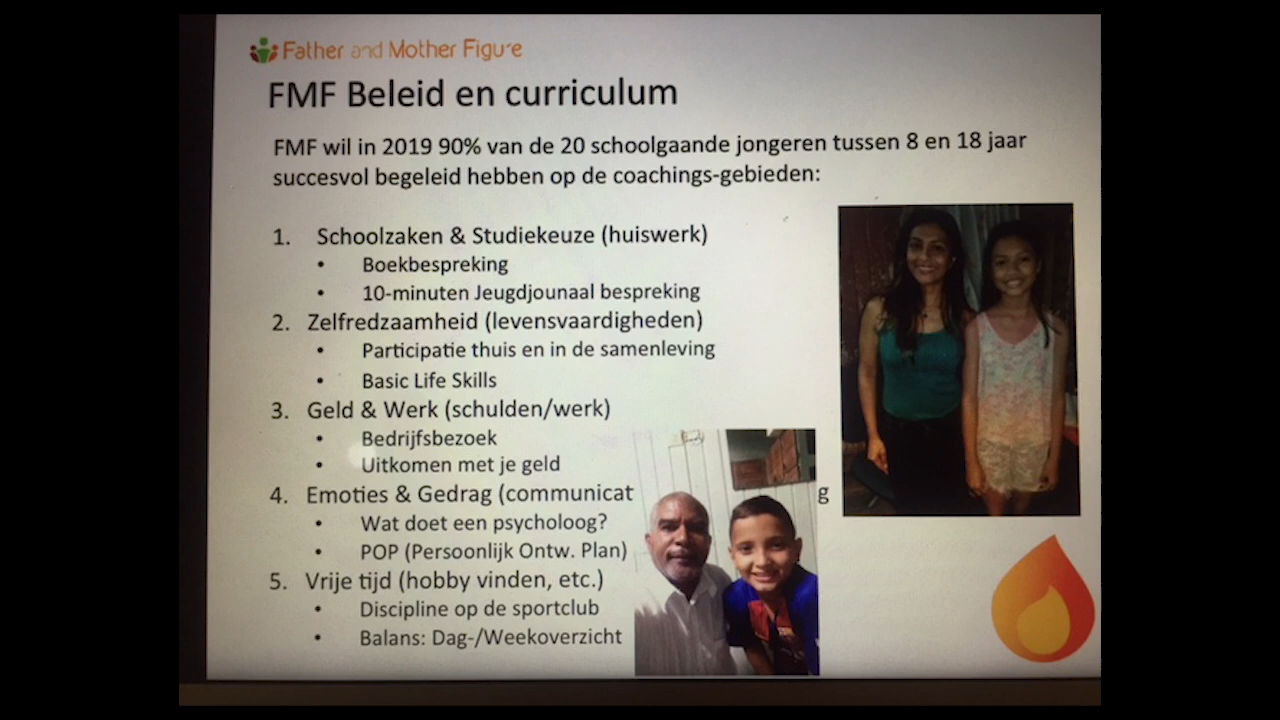 Father and Mother Figure
FMF Beleid en curriculum
FMF wil in 2019 90% van de 20 schoolgaande jongeren tussen 8 en 18 jaar
succesvol begeleid hebben op de coachings-gebieden:
1. Schoolzaken & Studiekeuze (huiswerk)
• Boekbespreking
• 10-minuten Jeugdjounaal bespreking
2. Zelfredzaamheid (levensvaardigheden)
• Participatie thuis en in de samenleving
• Basic Life Skills
3. Geld & Werk (schulden/werk)
• Bedrijfsbezoek
• Uitkomen met je geld
4. Emoties & Gedrag (communicat g
• Wat doet een psycholoog?
• POP (Persoonlijk Ontw. Plan)
5. Vrije tijd (hobby vinden, etc.)
• Discipline op de sportclub
• Balans: Dag-/Weekoverzicht